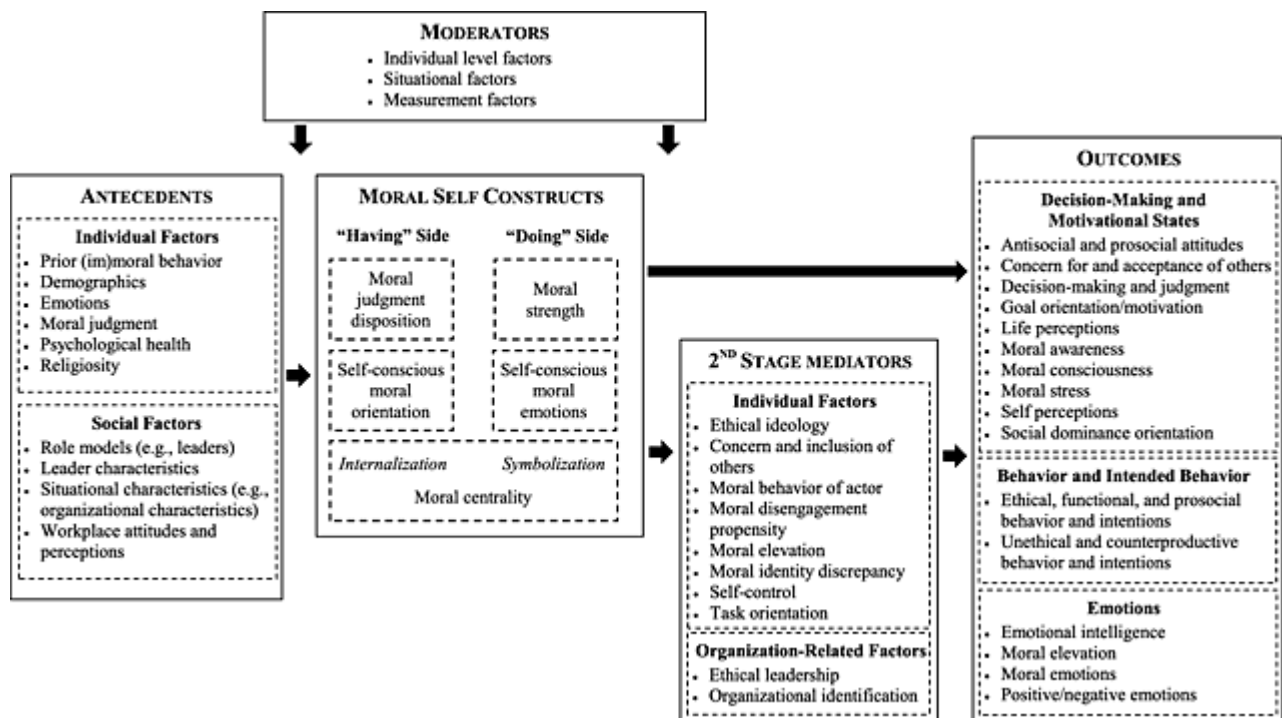 MODERATORS
• Individual level factors
• Situational factors
• Measurement factors
ANTECEDENTS
Individual Factors
• Prior (im)moral behavior
• Demographics
• Emotions
• Moral judgment
• Psychological health
• Religiosity
Social Factors
• Role models (e.g., leaders)
• Leader characteristics
• Situational characteristics (e.g.,
organizational characteristics)
• Workplace attitudes and
perceptions
MORAL SELF CONSTRUCTS
“Having” Side
Moral
judgment
disposition
Self-conscious
moral
orientation
“Doing” Side
Moral
strength
Self-conscious
moral
emotions
Internalization
Symbolization
Moral centrality
2ND STAGE MEDIATORS
Individual Factors
• Ethical ideology
• Concern and inclusion of
others
• Moral behavior of actor
• Moral disengagement
propensity
• Moral elevation
• Moral identity discrepancy
• Self-control
• Task orientation
Organization-Related Factors
• Ethical leadership
• Organizational identification
OUTCOMES
Decision-Making and
Motivational States
• Antisocial and prosocial attitudes
• Concern for and acceptance of others
• Decision-making and judgment
• Goal orientation/motivation
• Life perceptions
• Moral awareness
• Moral consciousness
• Moral stress
• Self perceptions
• Social dominance orientation
Behavior and Intended Behavior
• Ethical, functional, and prosocial
behavior and intentions
• Unethical and counterproductive
behavior and intentions
Emotions
• Emotional intelligence
• Moral elevation
• Moral emotions
• Positive/negative emotions